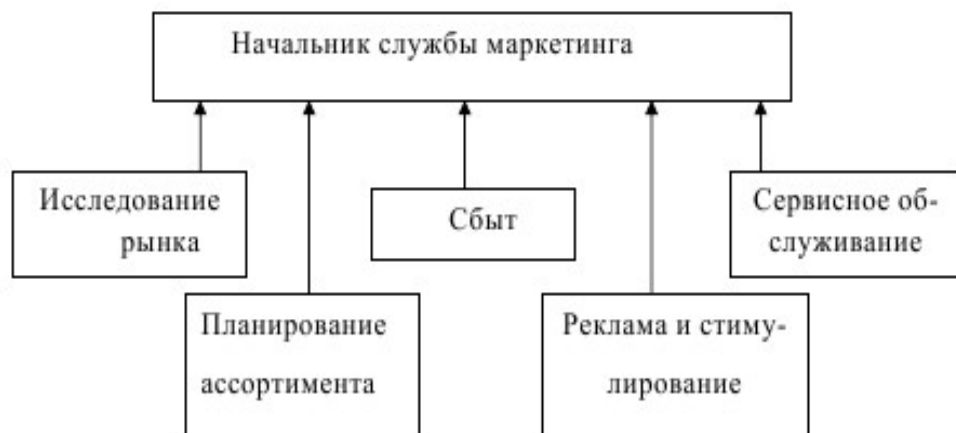 Начальник службы маркетинга
Исследование
рынка
Сбыт
Сервисное об-
служивание
Планирование
ассортимента
Реклама и стиму-
лирование